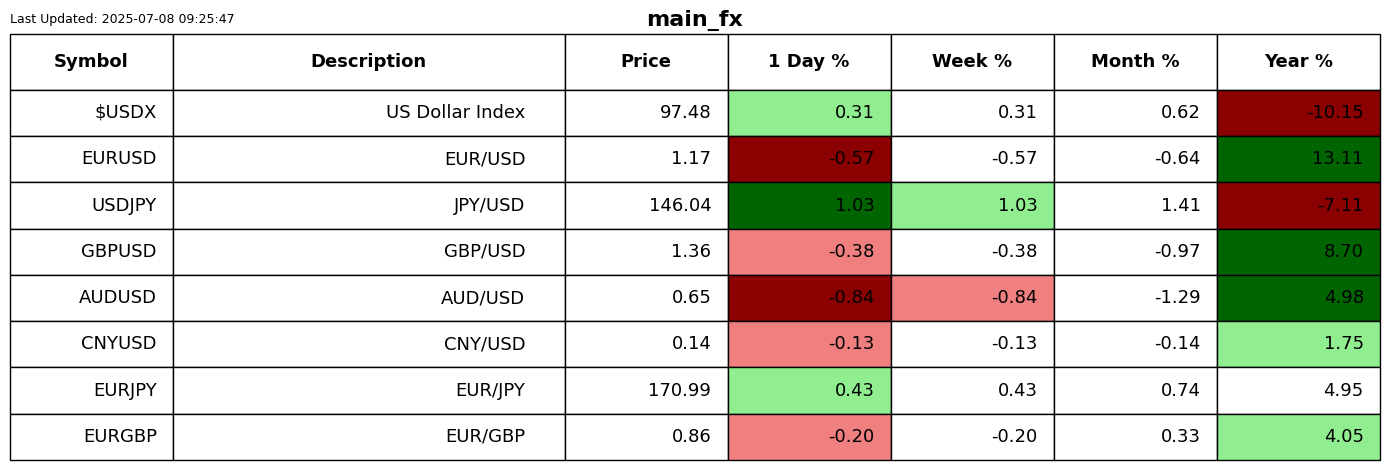 Last Updated: 2025-07-08 09:25:47
main_fx
Symbol Description Price 1 Day % Week % Month % Year %
$USDX US Dollar Index 97.48 0.31 0.31 0.62 -10.15
EURUSD EUR/USD 1.17 -0.57 -0.57 -0.64 13.11
USDJPY JPY/USD 146.04 1.03 1.03 1.41 -7.11
GBPUSD GBP/USD 1.36 -0.38 -0.38 -0.97 8.70
AUDUSD AUD/USD 0.65 -0.84 -0.84 -1.29 4.98
CNYUSD CNY/USD 0.14 -0.13 -0.13 -0.14 1.75
EURJPY EUR/JPY 170.99 0.43 0.43 0.74 4.95
EURGBP EUR/GBP 0.86 -0.20 -0.20 0.33 4.05